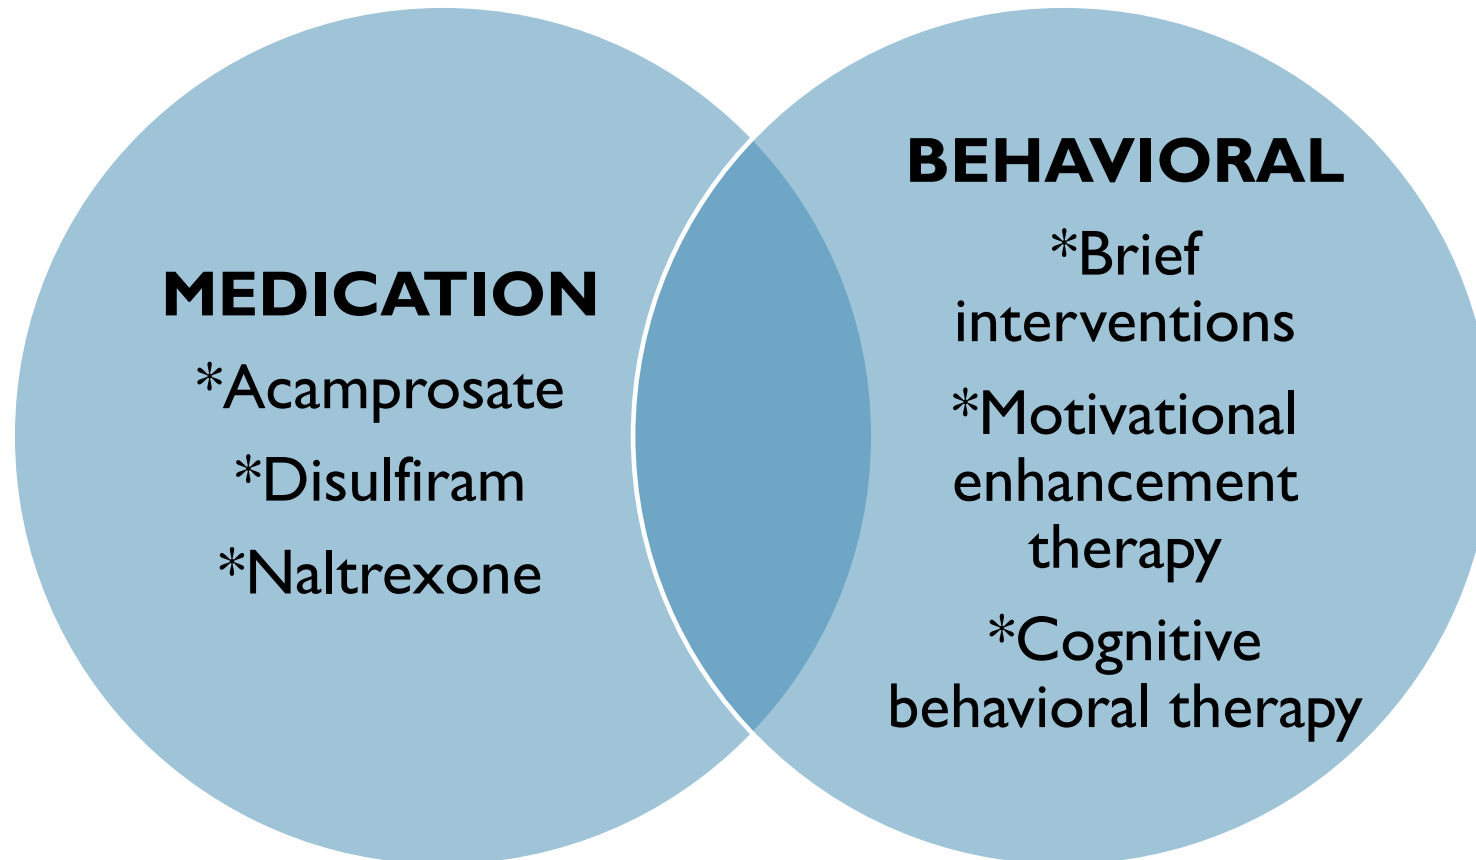 MEDICATION
*Acamprosate
*Disulfiram
*Naltrexone
BEHAVIORAL
*Brief
interventions
*Motivational
enhancement
therapy
*Cognitive
behavioral therapy